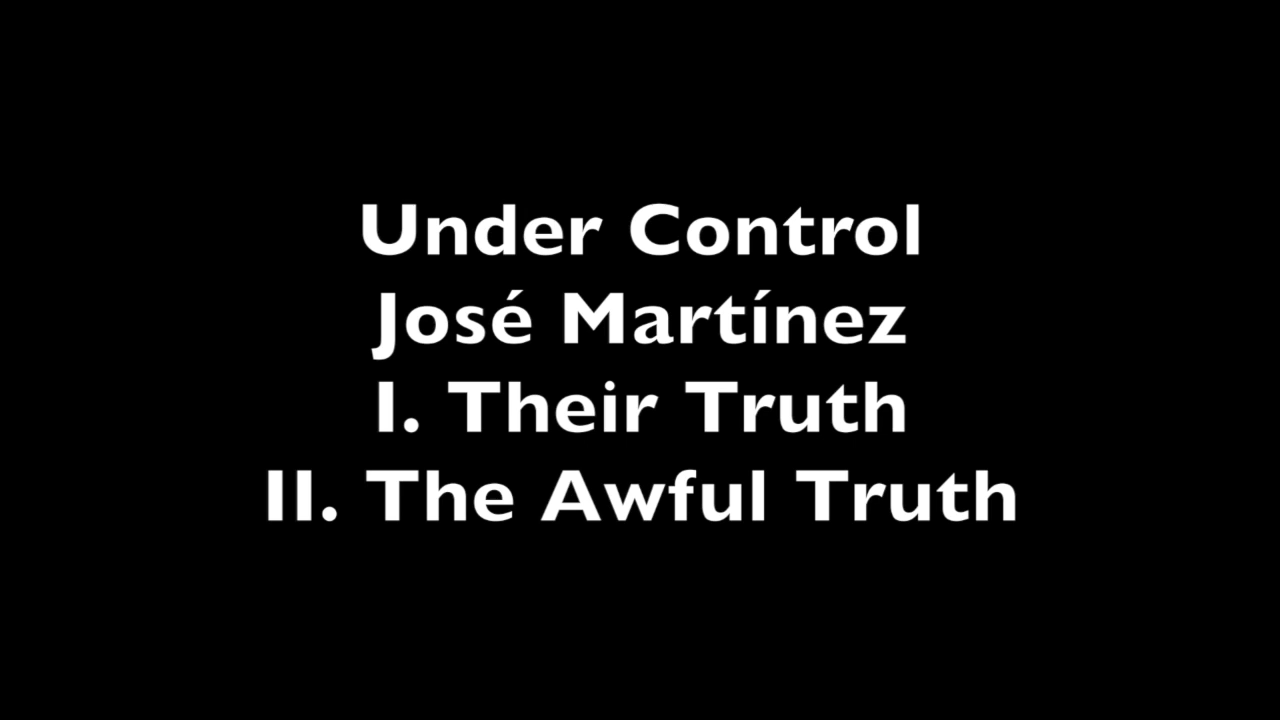 Under Control
José Martínez
I. Their Truth
II. The Awful Truth